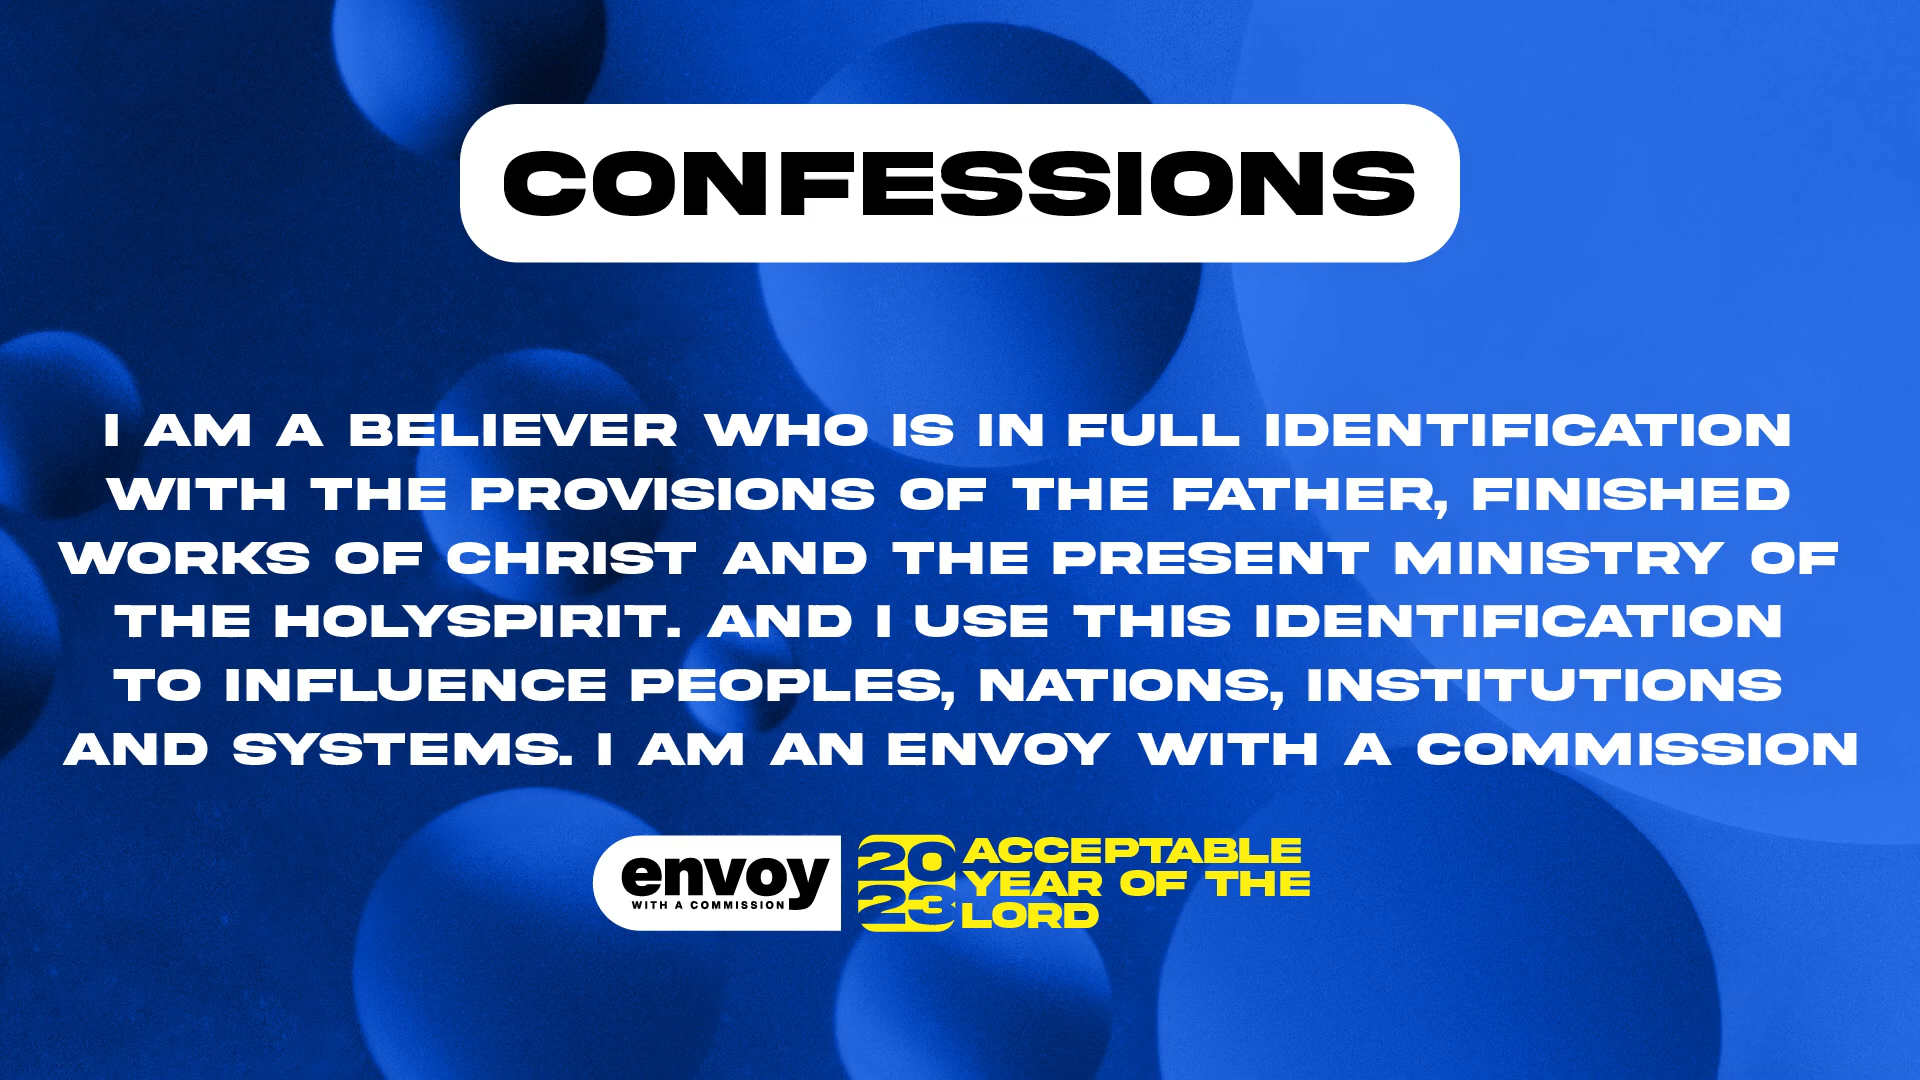 CONFESSIONS
I AM A BELIEVER WHO IS IN FULL IDENTIFICATION
WITH THE PROVISIONS OF THE FATHER, FINISHED
WORKS OF CHRIST AND THE PRESENT MINISTRY OF
THE HOLYSPIRIT. AND I USE THIS IDENTIFICATION
TO INFLUENCE PEOPLES, NATIONS, INSTITUTIONS
AND SYSTEMS. I AM AN ENVOY WITH A COMMISSION
envoy
WITH A COMMISSION
20
23
ACCEPTABLE
YEAR OF THE
LORD